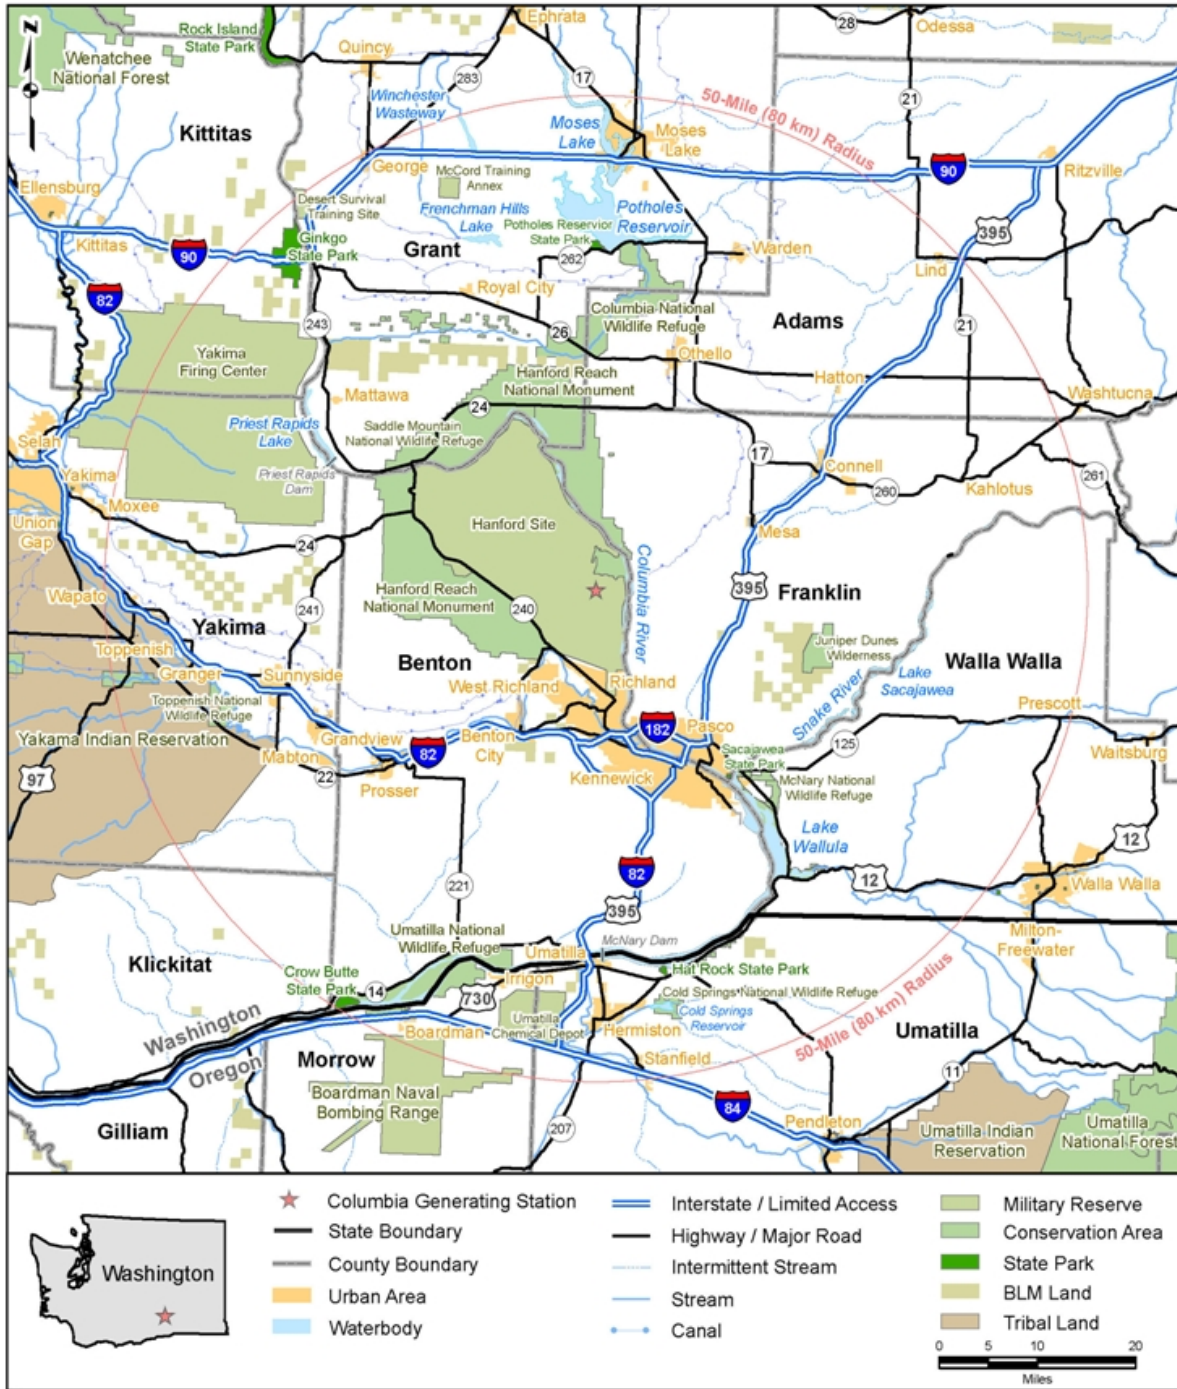 Ephrata
28
Odessa
Rock Island
State Park
Quincy
Wenatchee
National Forest
N
283
17
Winchester
Wasteway
21
50-Mile (80 km) Radius
Kittitas
Moses
Lake
Moses
Lake
George
McCord Training
Annex
90
Ritzville
Ellensburg
Desert Survival
Training Site
Frenchman Hills
Lake
Potholes
Reservoir
Potholes Reservior
State Park
395
Kittitas
90
Ginkgo
State Park
Grant
262
Warden
Lind
82
Royal City
Columbia National
Wildlife Refuge
Adams
243
26
21
Yakima
Firing Center
Othello
Hanford Reach
National Monument
Hatton
Mattawa
24
Washtucna
Priest Rapids
Lake
Saddle Mountain
National Wildlife Refuge
Selah
17
Priest Rapids
Dam
Connell
Yakima
260
Kahlotus
261
Moxee
Union
Gap
Hanford Site
Mesa
24
Columbia River
Wapato
Hanford Reach
National Monument
395
Franklin
241
240
Yakima
Juniper Dunes
Wilderness
Toppenish
Benton
Walla Walla
Granger
Sunnyside
West Richland
Richland
Snake River
Lake
Sacajawea
Toppenish National
Wildlife Refuge
Prescott
Yakama Indian Reservation
Grandview
82
Benton
City
182
Pasco
125
Waitsburg
Mabton
Sacajawea
State Park
97
22
Prosser
Kennewick
McNary National
Wildlife Refuge
Lake
Wallula
12
82
12
Walla Walla
221
395
Umatilla National
Wildlife Refuge
McNary Dam
Milton-
Freewater
Klickitat
Umatilla
Crow Butte
State Park
14
Irrigon
Hat Rock State Park
730
Cold Springs National Wildlife Refuge
Washington
Boardman
Umatilla
Chemical Depot
Cold Springs
Reservoir
Hermiston
Umatilla
50-Mile (80 km) Radius
Oregon
Morrow
Stanfield
11
Boardman Naval
Bombing Range
84
Gilliam
207
Pendleton
Umatilla Indian
Reservation
Umatilla
National Forest
Washington
Columbia Generating Station
State Boundary
County Boundary
Urban Area
Waterbody
Interstate / Limited Access
Highway / Major Road
Intermittent Stream
Stream
Canal
Military Reserve
Conservation Area
State Park
BLM Land
Tribal Land
0 5 10 20
Miles